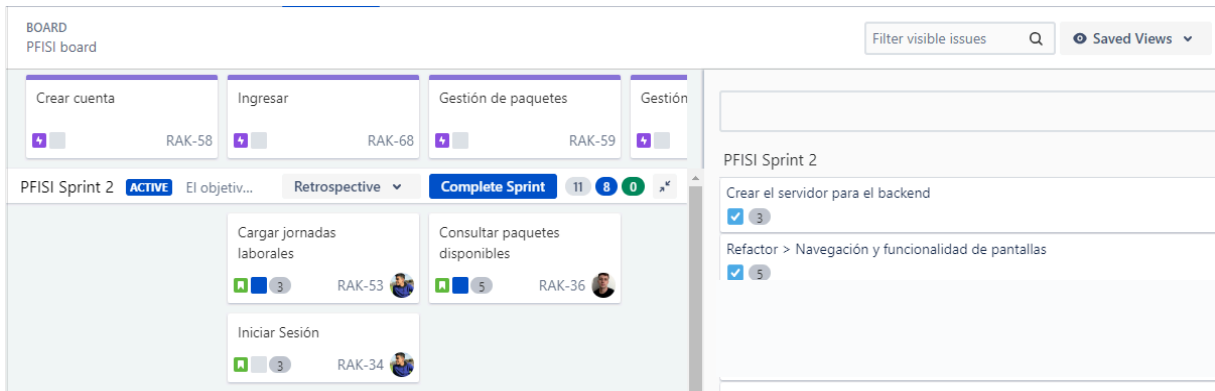 BOARD
PFISI board
Filter visible issues
Saved Views
Crear cuenta
RAK-58
Ingresar
RAK-68
Gestión de paquetes
RAK-59
Gestión
PFISI Sprint 2 ACTIVE El objetiv... Retrospective Complete Sprint 11 8 0
Cargar jornadas
laborales
3 RAK-53
Consultar paquetes
disponibles
5 RAK-36
Iniciar Sesión
3 RAK-34
PFISI Sprint 2
Crear el servidor para el backend
3
Refactor > Navegación y funcionalidad de pantallas
5